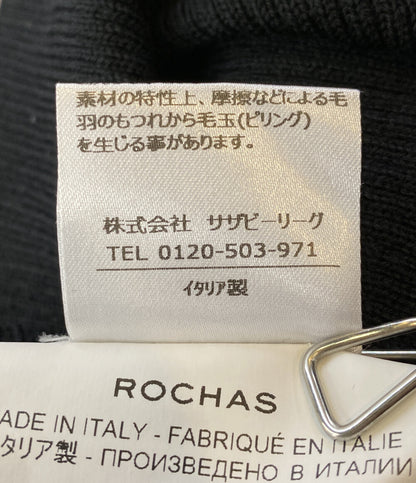 素材の特性上、摩擦などによる毛
羽のもつれから毛玉(ピリング)
を生じる事があります。
株式会社 サザビーリーグ
TEL 0120-503-971
イタリア製
ROCHAS
MADE IN ITALY - FABRIQUÉ EN ITALIE
イタリア製 - ПРОИЗВЕДЕНО В ИТАЛИИ